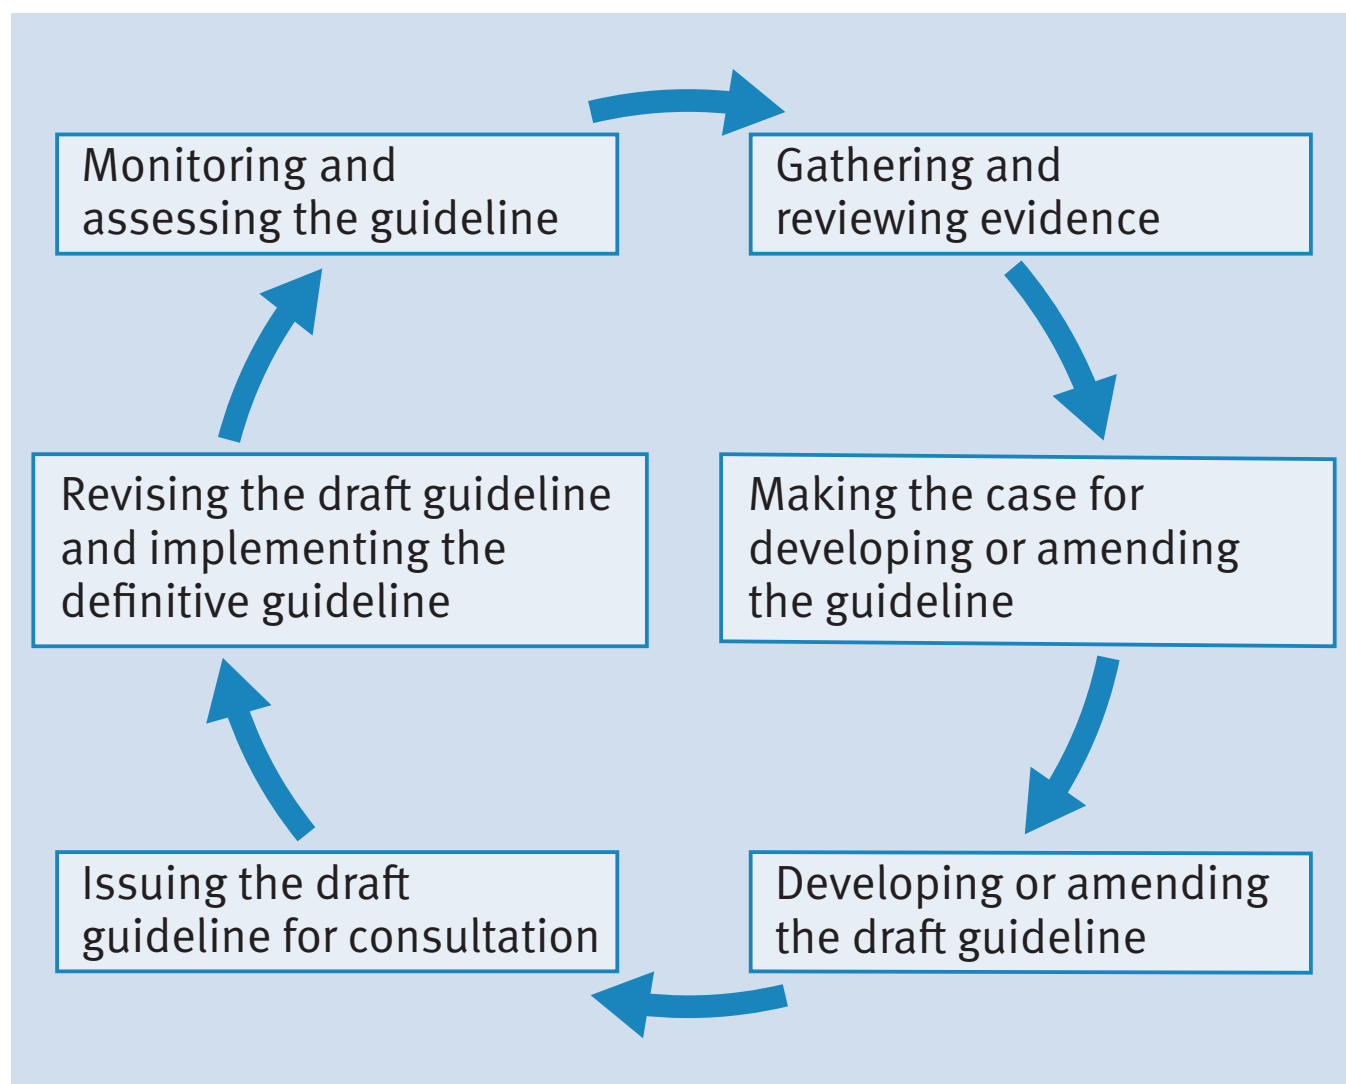 Monitoring and
assessing the guideline
Gathering and
reviewing evidence
Revising the draft guideline
and implementing the
definitive guideline
Making the case for
developing or amending
the guideline
Issuing the draft
guideline for consultation
Developing or amending
the draft guideline